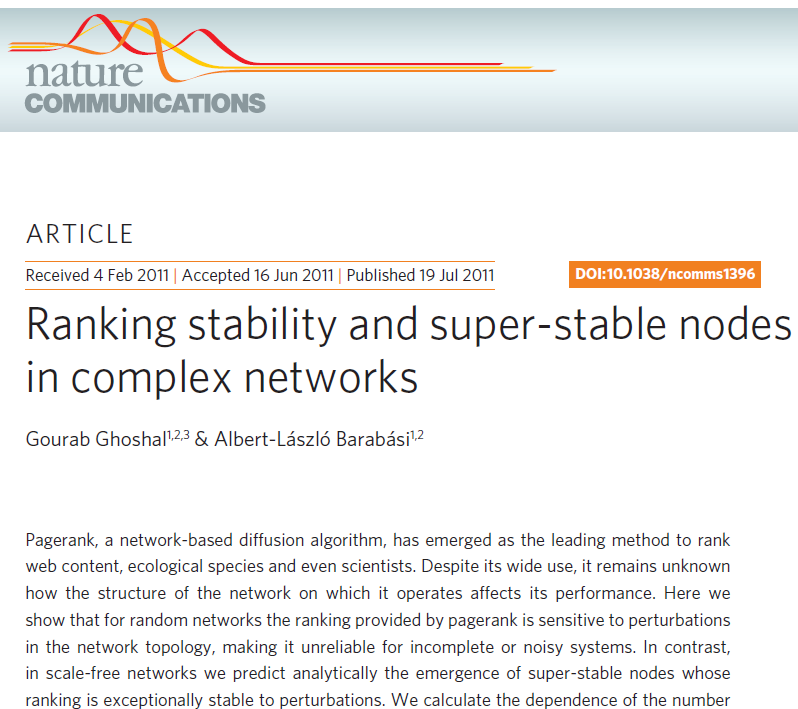 nature
COMMUNICATIONS
ARTICLE
Received 4 Feb 2011 | Accepted 16 Jun 2011 | Published 19 Jul 2011
DOI:10.1038/ncomms1396
Ranking stability and super-stable nodes
in complex networks
Gourab Ghoshal1,2,3 & Albert-László Barabási1,2
Pagerank, a network-based diffusion algorithm, has emerged as the leading method to rank
web content, ecological species and even scientists. Despite its wide use, it remains unknown
how the structure of the network on which it operates affects its performance. Here we
show that for random networks the ranking provided by pagerank is sensitive to perturbations
in the network topology, making it unreliable for incomplete or noisy systems. In contrast,
in scale-free networks we predict analytically the emergence of super-stable nodes whose
ranking is exceptionally stable to perturbations. We calculate the dependence of the number